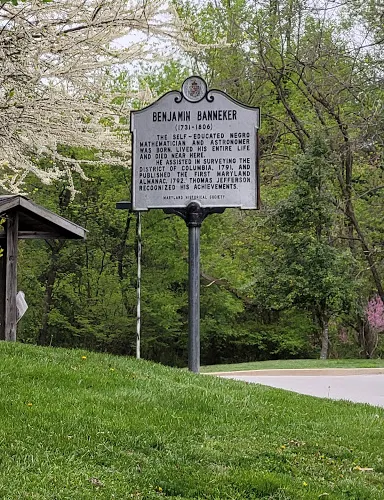 BENJAMIN BANNEKER
(1731-1806)
THE SELF-EDUCATED NEGRO
MATHEMATICIAN AND ASTRONOMER
WAS BORN, LIVED HIS ENTIRE LIFE
AND DIED NEAR HERE.
HE ASSISTED IN SURVEYING THE
DISTRICT OF COLUMBIA, 1791, AND
PUBLISHED THE FIRST MARYLAND
ALMANAC, 1792. THOMAS JEFFERSON
RECOGNIZED HIS ACHIEVEMENTS.
MARYLAND HISTORICAL SOCIETY